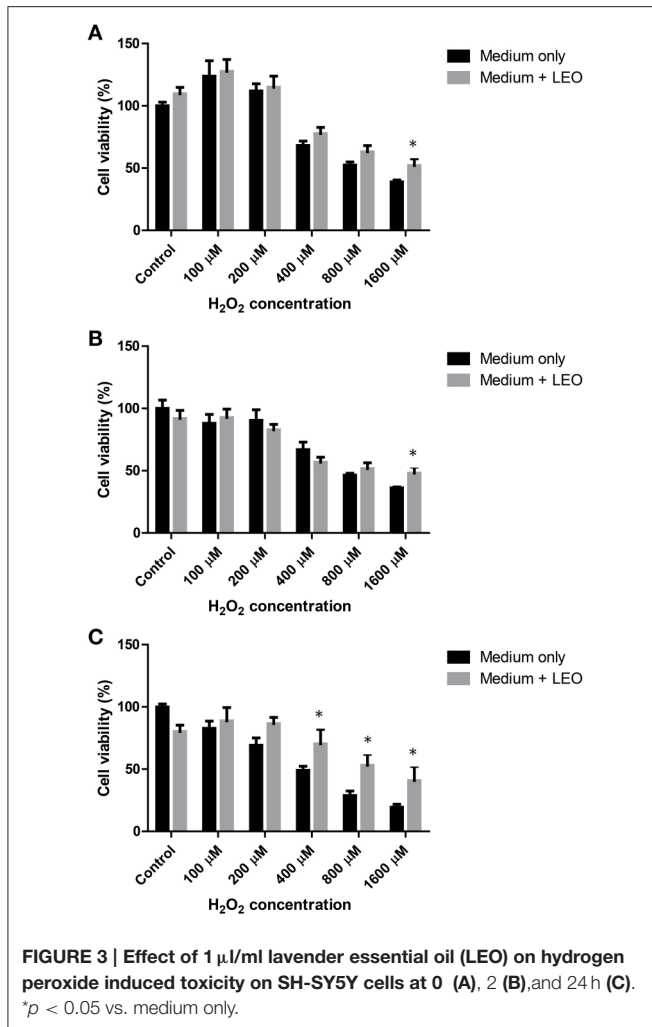 A
150
100
50
0
Cell viability (%)
Medium only
Medium + LEO
*
Control
100 µM
200 µM
400 µM
800 µM
1600 µM
H₂O₂ concentration
B
150
100
50
0
Cell viability (%)
Medium only
Medium + LEO
*
Control
100 µM
200 µM
400 µM
800 µM
1600 µM
H₂O₂ concentration
C
150
100
50
0
Cell viability (%)
Medium only
Medium + LEO
* * *
Control
100 µM
200 µM
400 µM
800 µM
1600 µM
H₂O₂ concentration
FIGURE 3 | Effect of 1 µl/ml lavender essential oil (LEO) on hydrogen
peroxide induced toxicity on SH-SY5Y cells at 0 (A), 2 (B),and 24 h (C).
*p < 0.05 vs. medium only.